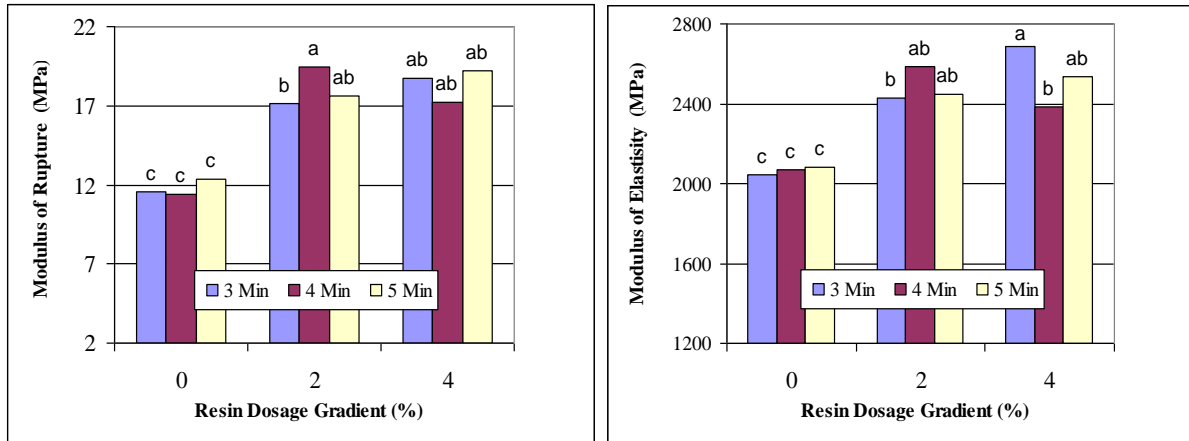 Modulus of Rupture (MPa)
22
17
12
7
2
c c c
b a ab
ab ab ab
3 Min 4 Min 5 Min
0 2 4
Resin Dosage Gradient (%)
Modulus of Elastisity (MPa)
2800
2400
2000
1600
1200
c c c
b ab ab
a b ab
3 Min 4 Min 5 Min
0 2 4
Resin Dosage Gradient (%)